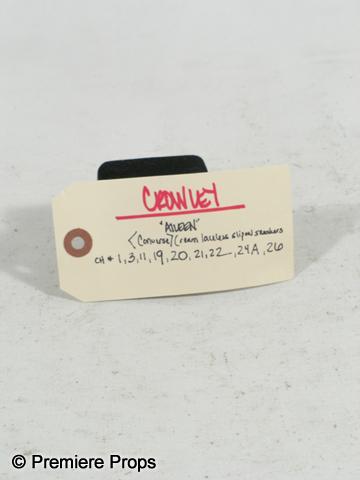 CROWLEY
"AILEEN"
(Converse) Cream laceless slip on sneakers
CH # 1, 3, 11, 19, 20, 21, 22, 24A, 26
© Premiere Props